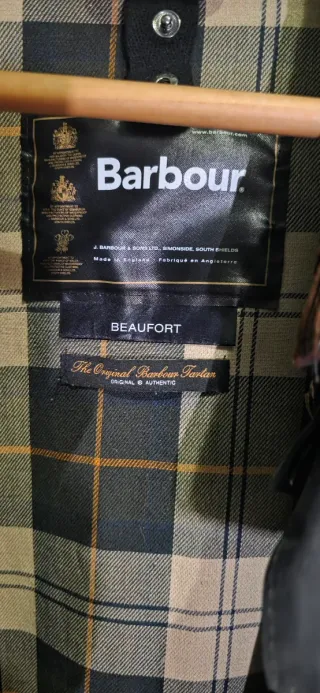 www.barbour.com
Barbour
J. BARBOUR & SONS LTD., SIMONSIDE, SOUTH SHIELDS
Made in England - Fabriqué en Angleterre
BEAUFORT
The Original Barbour Tartan
ORIGINAL & AUTHENTIC